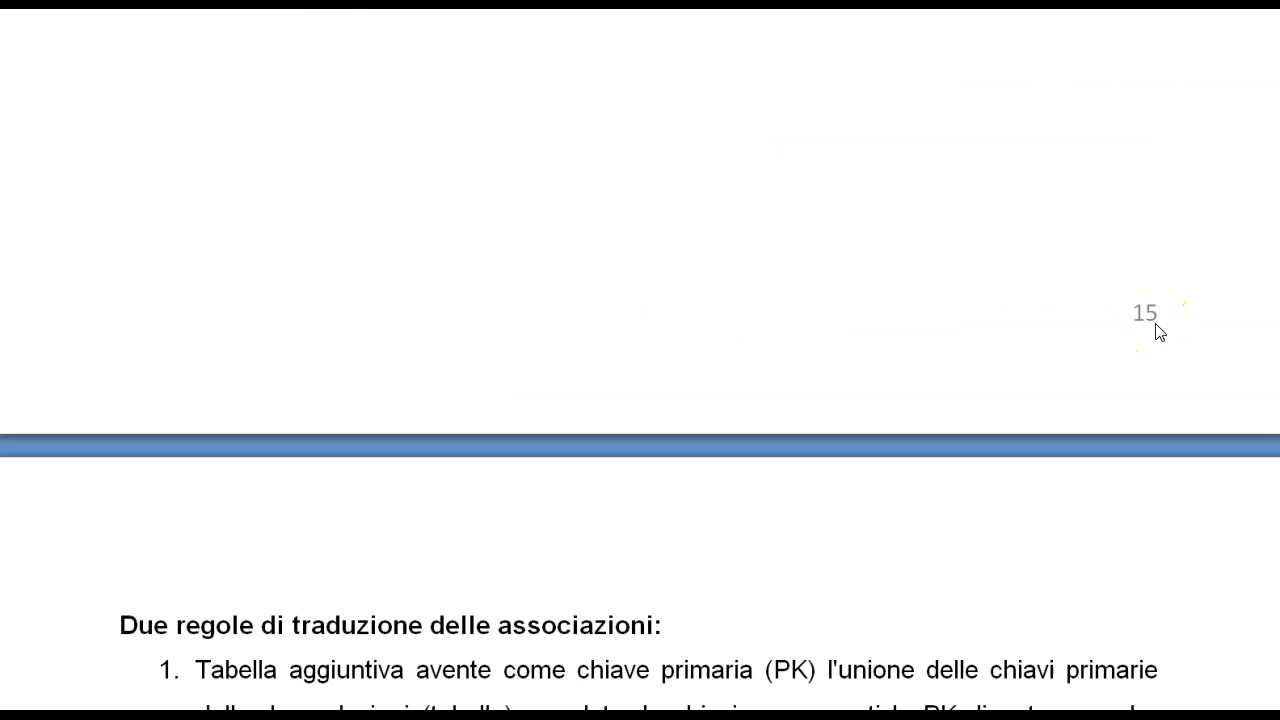 15
Due regole di traduzione delle associazioni:
1. Tabella aggiuntiva avente come chiave primaria (PK) l'unione delle chiavi primarie